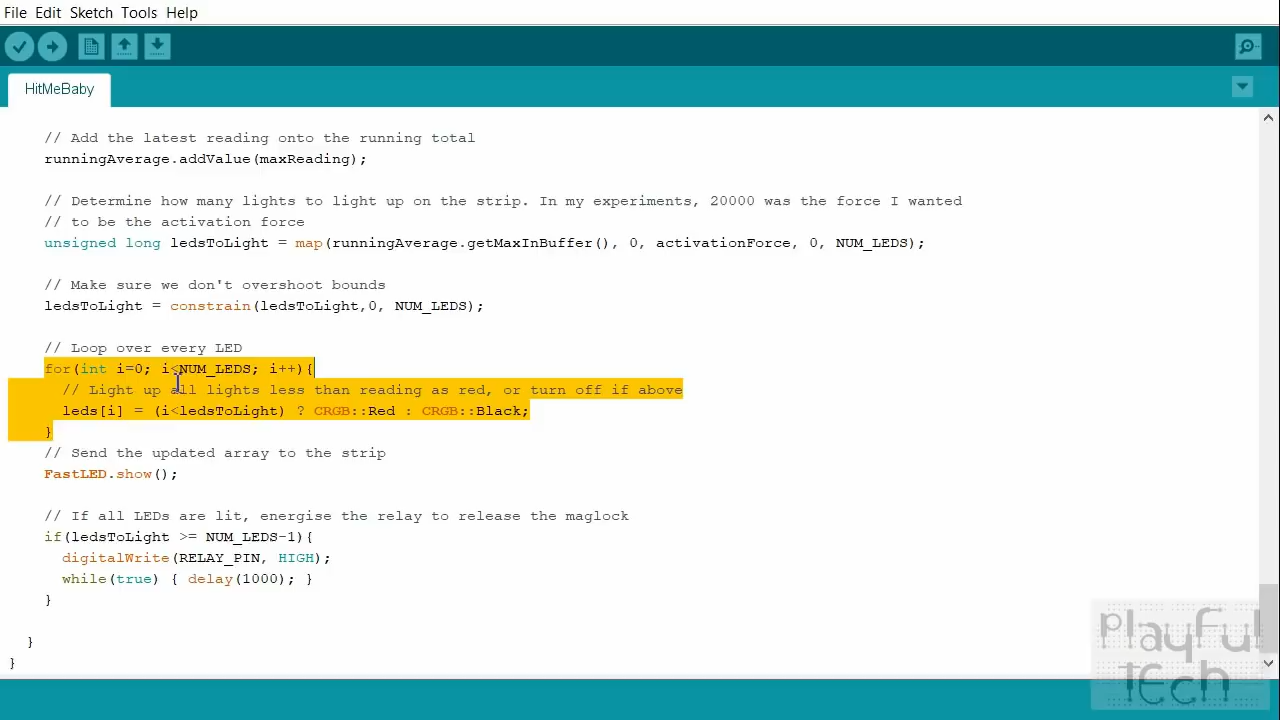 File Edit Sketch Tools Help
HitMeBaby
// Add the latest reading onto the running total
runningAverage.addValue(maxReading);
// Determine how many lights to light up on the strip. In my experiments, 20000 was the force I wanted
// to be the activation force
unsigned long ledsToLight = map(runningAverage.getMaxInBuffer(), 0, activationForce, 0, NUM_LEDS);
// Make sure we don't overshoot bounds
ledsToLight = constrain(ledsToLight,0, NUM_LEDS);
// Loop over every LED
for(int i=0; i<NUM_LEDS; i++){
// Light up all lights less than reading as red, or turn off if above
leds[i] = (i<ledsToLight) ? CRGB::Red : CRGB::Black;
}
// Send the updated array to the strip
FastLED.show();
// If all LEDs are lit, energise the relay to release the maglock
if(ledsToLight >= NUM_LEDS-1){
digitalWrite(RELAY_PIN, HIGH);
while(true) { delay(1000); }
}
}
}
PlayFul
tEch